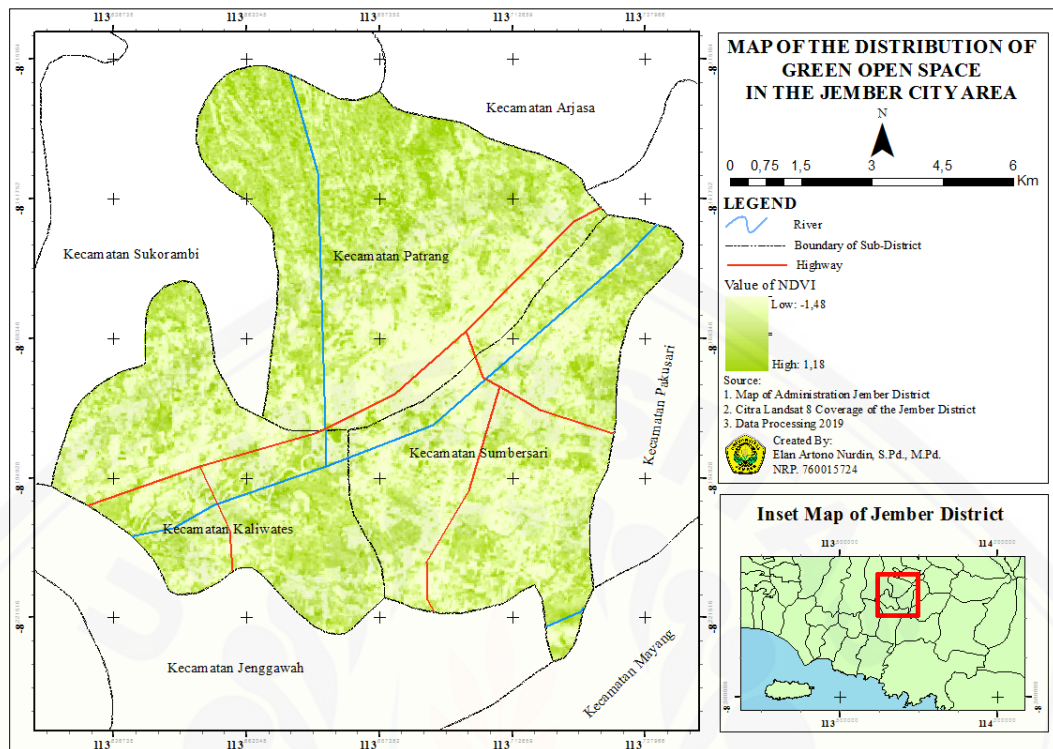 113 113 113 113 113
MAP OF THE DISTRIBUTION OF
GREEN OPEN SPACE
IN THE JEMBER CITY AREA
N
0 0,75 1,5 3 4,5 6
Km
LEGEND
River
Boundary of Sub-District
Highway
Value of NDVI
Low: -1,48
=
High: 1,18
Source:
1. Map of Administration Jember District
2. Citra Landsat 8 Coverage of the Jember District
3. Data Processing 2019
Created By:
Elan Artono Nurdin, S.Pd., M.Pd.
NRP. 760015724
Kecamatan Arjasa
Kecamatan Sukorambi
Kecamatan Patrang
Kecamatan Pakusari
Kecamatan Sumbersari
Kecamatan Kaliwates
Kecamatan Jenggawah
Kecamatan Mayang
113 113 113 113 113
Inset Map of Jember District
113 114
113 114